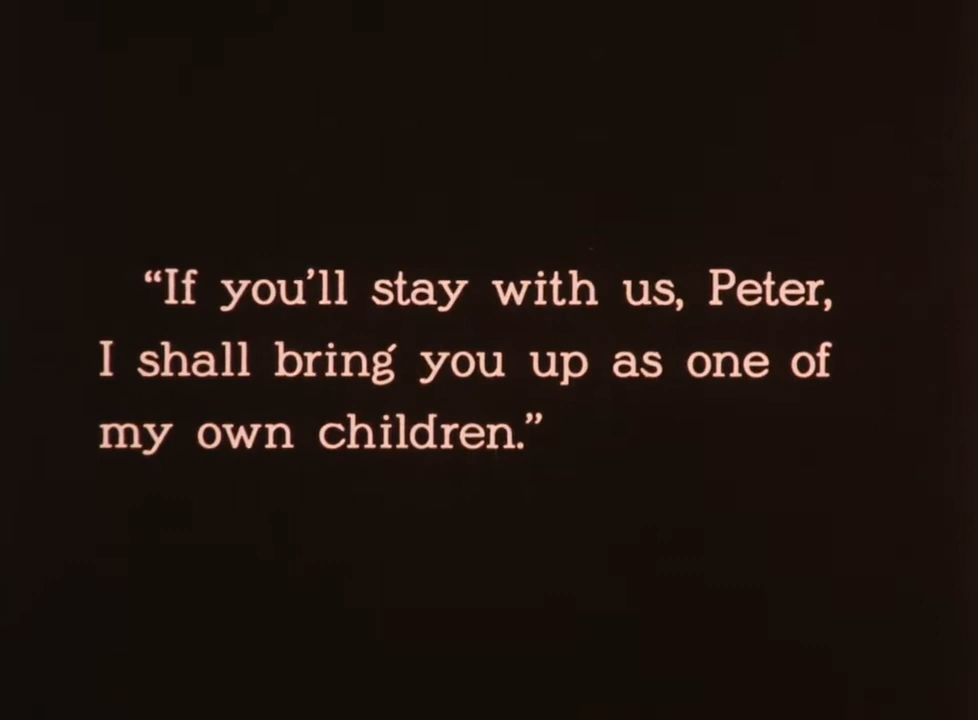 “If you’ll stay with us, Peter,
I shall bring you up as one of
my own children.”